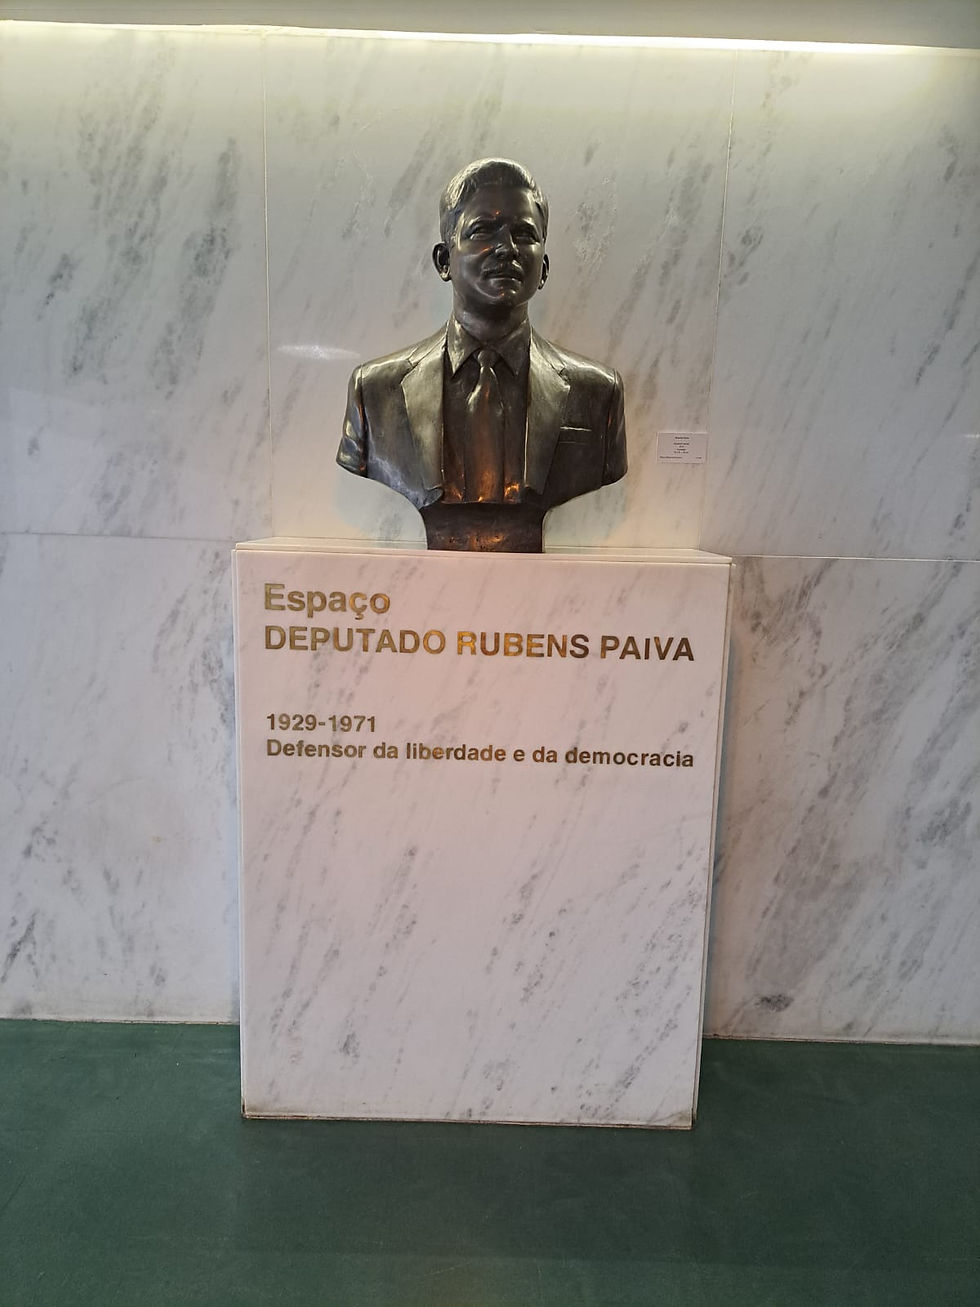 Espaço
DEPUTADO RUBENS PAIVA
1929-1971
Defensor da liberdade e da democracia